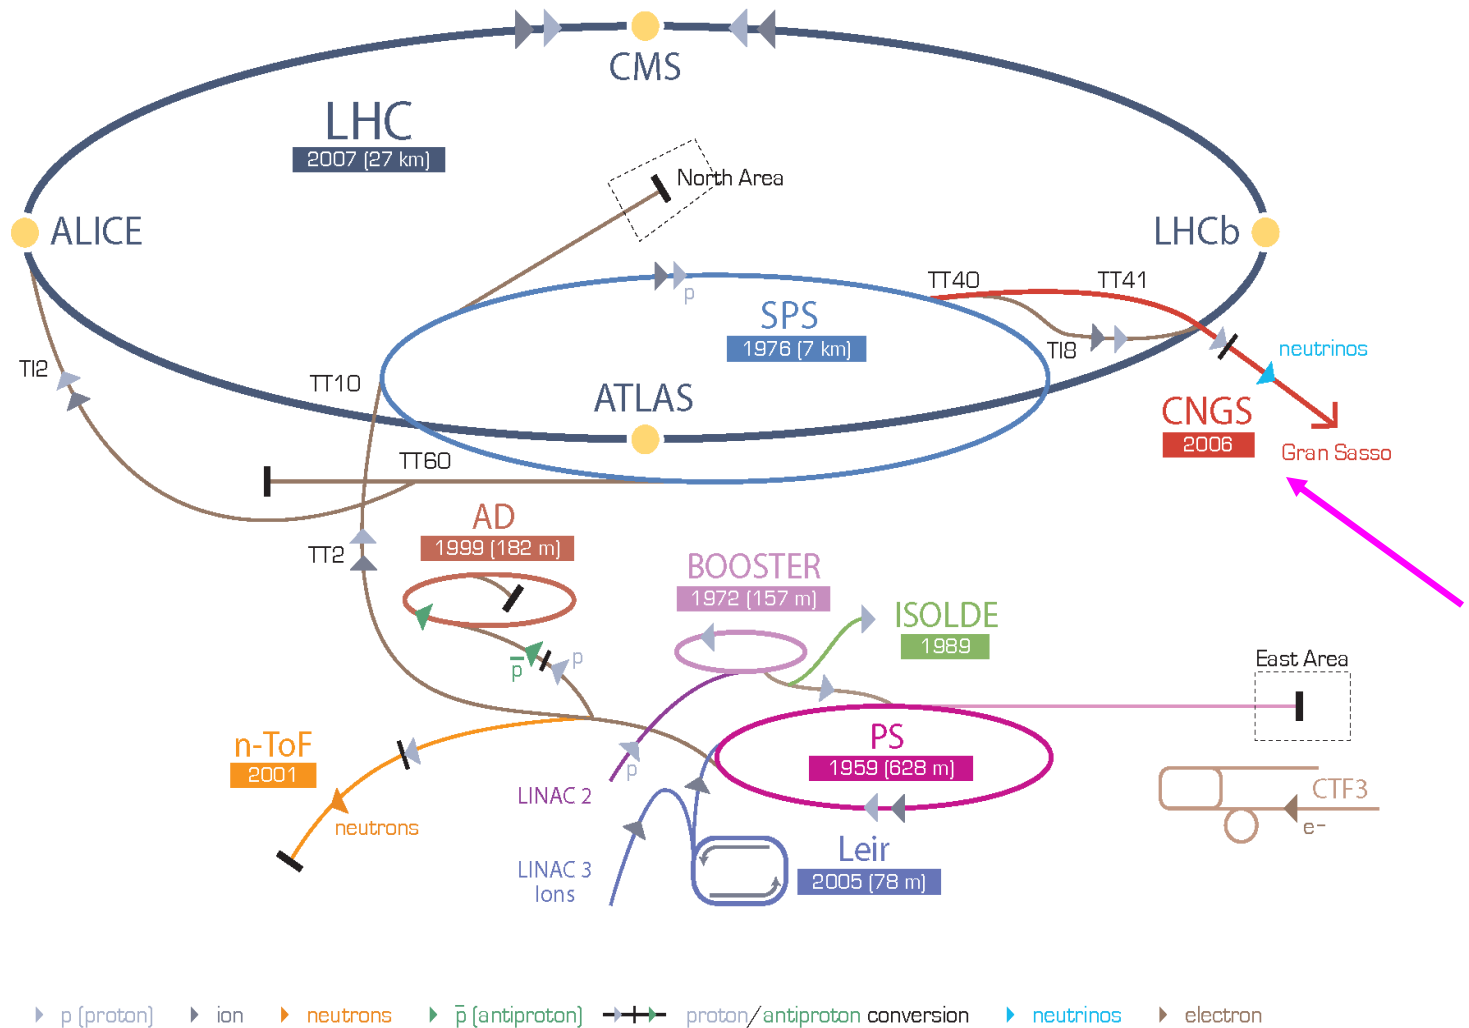 CMS
LHC
2007 (27 km)
North Area
ALICE
LHCb
TT40
TT41
p
SPS
1976 (7 km)
TI8
neutrinos
TI2
TT10
ATLAS
CNGS
2006
Gran Sasso
TT60
AD
1999 (182 m)
TT2
BOOSTER
1972 (157 m)
ISOLDE
1989
p̅
p
East Area
n-ToF
2001
PS
1959 (628 m)
p
LINAC 2
neutrons
CTF3
e-
Leir
2005 (78 m)
LINAC 3
Ions
p (proton)
ion
neutrons
p̅ (antiproton)
proton/antiproton conversion
neutrinos
electron